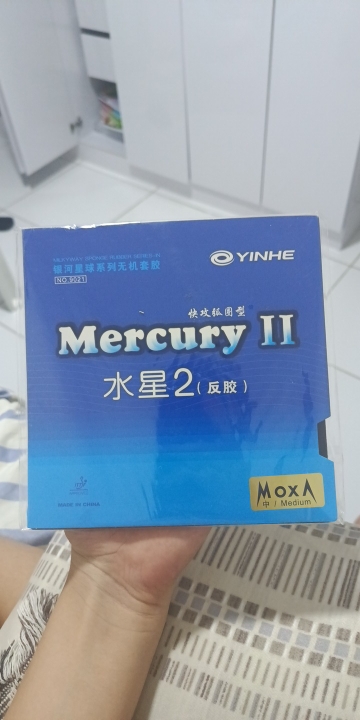 YINHE
银河星球系列无机套胶
NO.9021
快攻弧圈型
Mercury II
水星2(反胶)
MADE IN CHINA
MOXA
中 / Medium